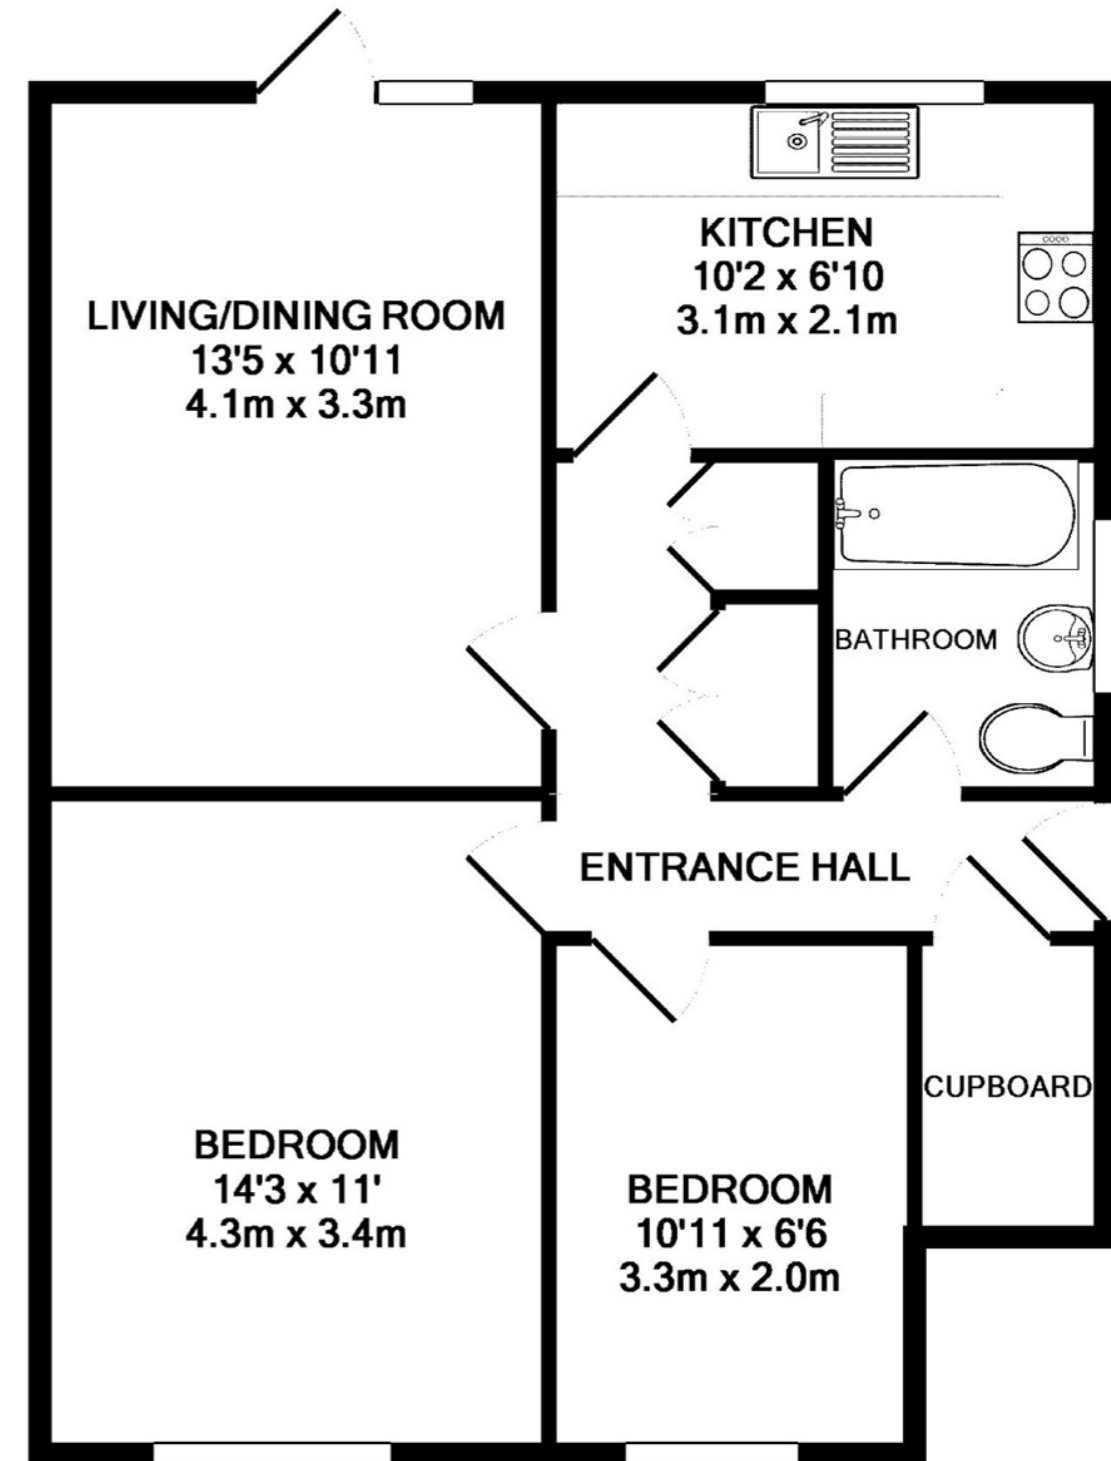 LIVING/DINING ROOM
13'5 x 10'11
4.1m x 3.3m
KITCHEN
10'2 x 6'10
3.1m x 2.1m
BATHROOM
ENTRANCE HALL
CUPBOARD
BEDROOM
14'3 x 11'
4.3m x 3.4m
BEDROOM
10'11 x 6'6
3.3m x 2.0m